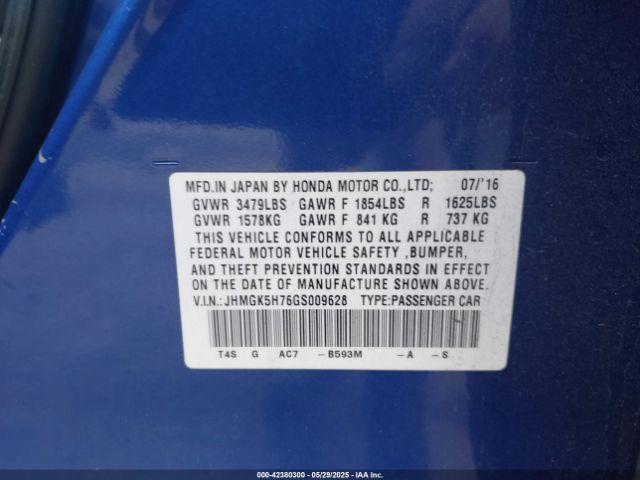 MFD.IN JAPAN BY HONDA MOTOR CO.,LTD; 07/'16
GVWR 3479LBS GAWR F 1854LBS R 1625LBS
GVWR 1578KG GAWR F 841 KG R 737 KG
THIS VEHICLE CONFORMS TO ALL APPLICABLE
FEDERAL MOTOR VEHICLE SAFETY ,BUMPER,
AND THEFT PREVENTION STANDARDS IN EFFECT
ON THE DATE OF MANUFACTURE SHOWN ABOVE.
V.I.N.: JHMGK5H76GS009628 TYPE:PASSENGER CAR
T4S G AC7 -B593M -A -S
000-42380300 - 05/29/2025 - IAAI.COM